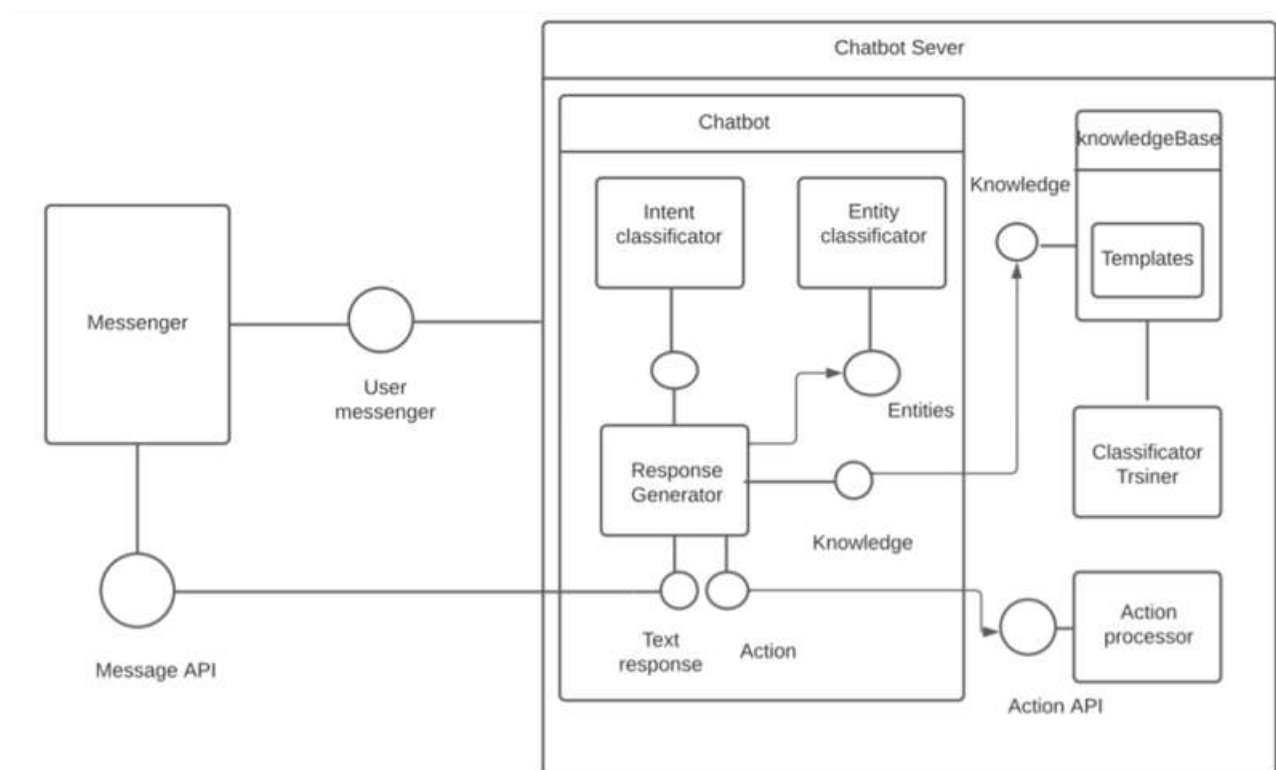 Chatbot Sever
Chatbot
knowledgeBase
Knowledge
Intent
classificator
Entity
classificator
Templates
Messenger
User
messenger
Entities
Response
Generator
Classificator
Trsiner
Knowledge
Text
response
Action
Action
processor
Message API
Action API